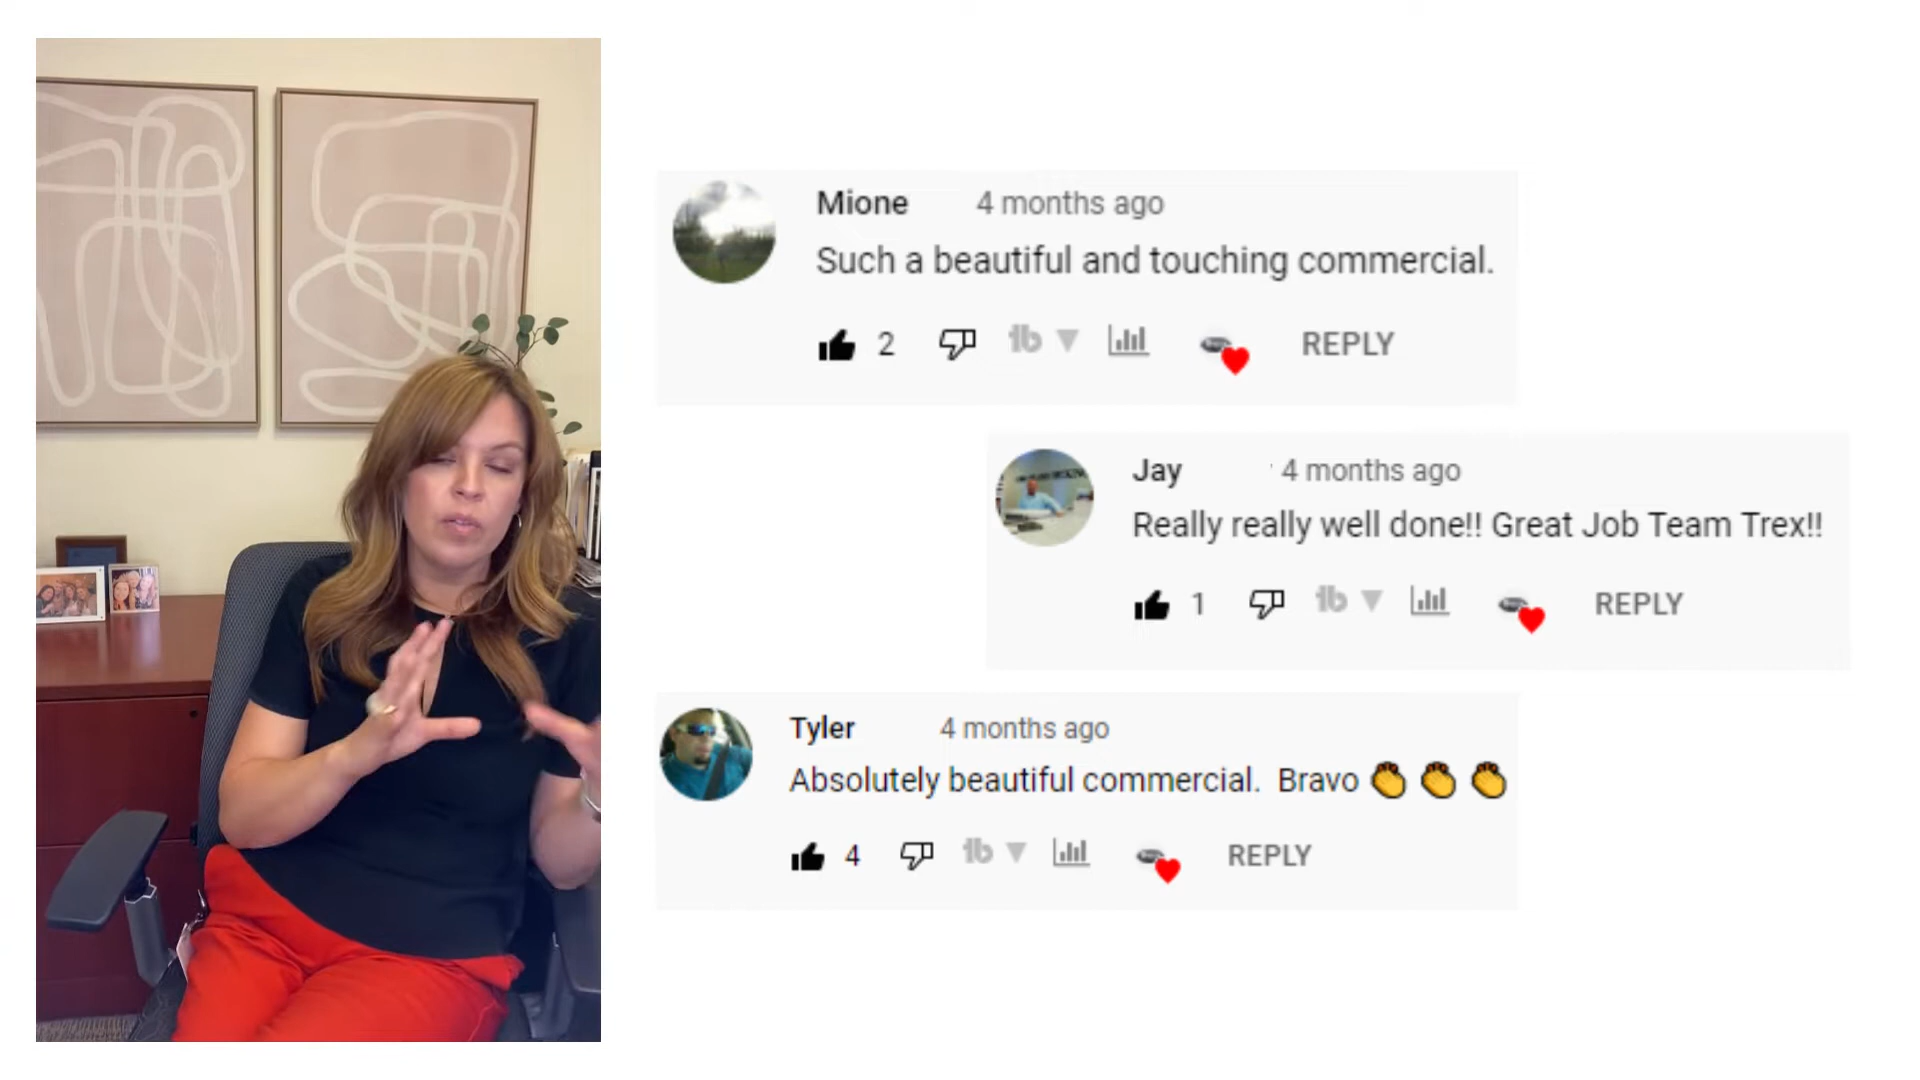 Mione 4 months ago
Such a beautiful and touching commercial.
2 REPLY
Jay 4 months ago
Really really well done!! Great Job Team Trex!!
1 REPLY
Tyler 4 months ago
Absolutely beautiful commercial. Bravo 👏 👏 👏
4 REPLY